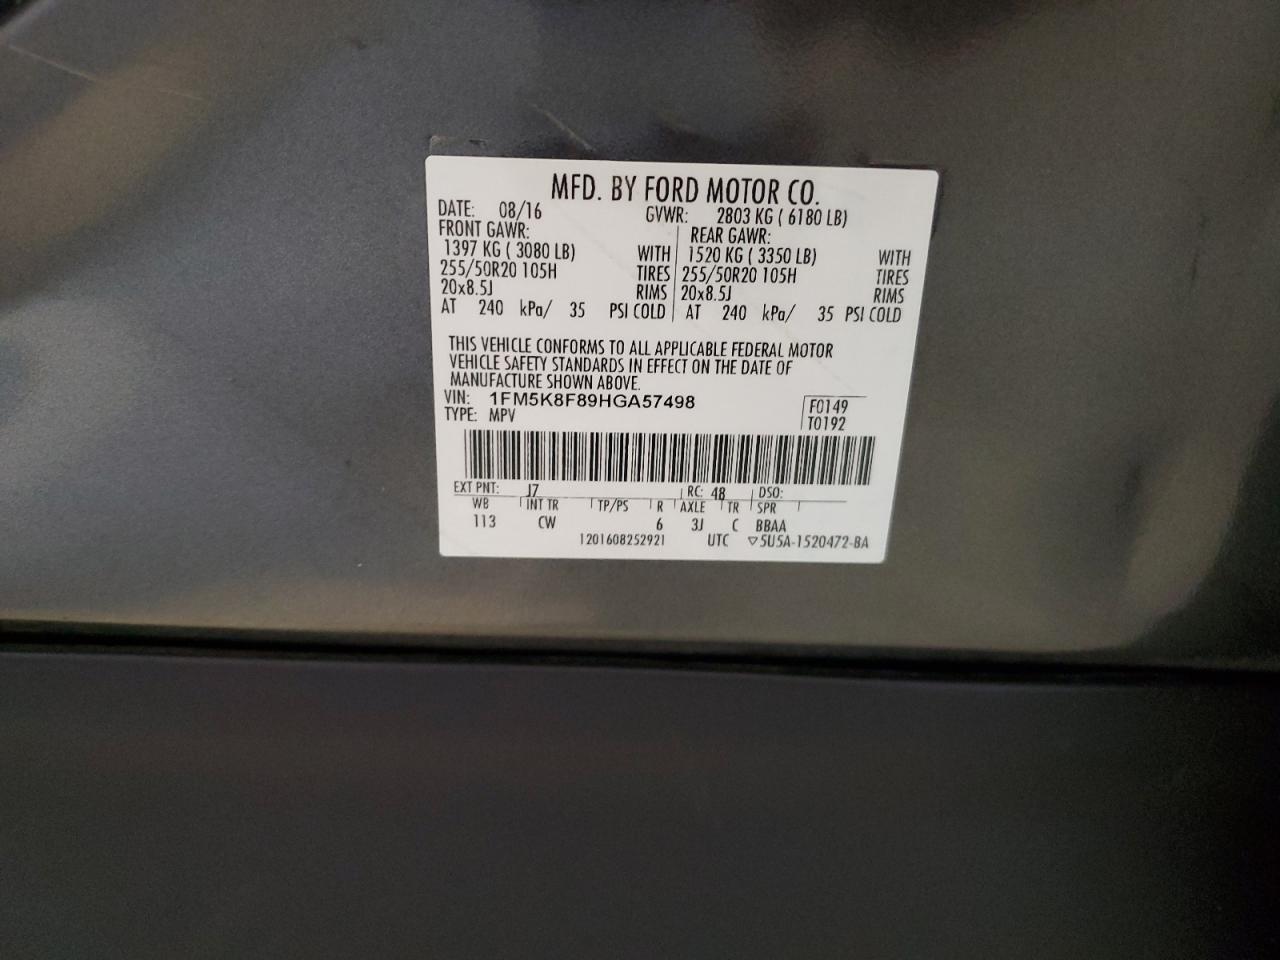 MFD. BY FORD MOTOR CO.
DATE: 08/16 GVWR: 2803 KG ( 6180 LB)
FRONT GAWR: REAR GAWR:
1397 KG ( 3080 LB) WITH 1520 KG ( 3350 LB) WITH
255/50R20 105H TIRES 255/50R20 105H TIRES
20x8.5J RIMS 20x8.5J RIMS
AT 240 kPa/ 35 PSI COLD AT 240 kPa/ 35 PSI COLD
THIS VEHICLE CONFORMS TO ALL APPLICABLE FEDERAL MOTOR
VEHICLE SAFETY STANDARDS IN EFFECT ON THE DATE OF
MANUFACTURE SHOWN ABOVE.
VIN: 1FM5K8F89HGA57498 F0149
TYPE: MPV T0192
EXT PNT: J7 RC: 48 DSO:
WB INT TR TP/PS R AXLE TR SPR
113 CW 6 3J C BBAA
1201608252921 UTC ▽5U5A-1520472-BA